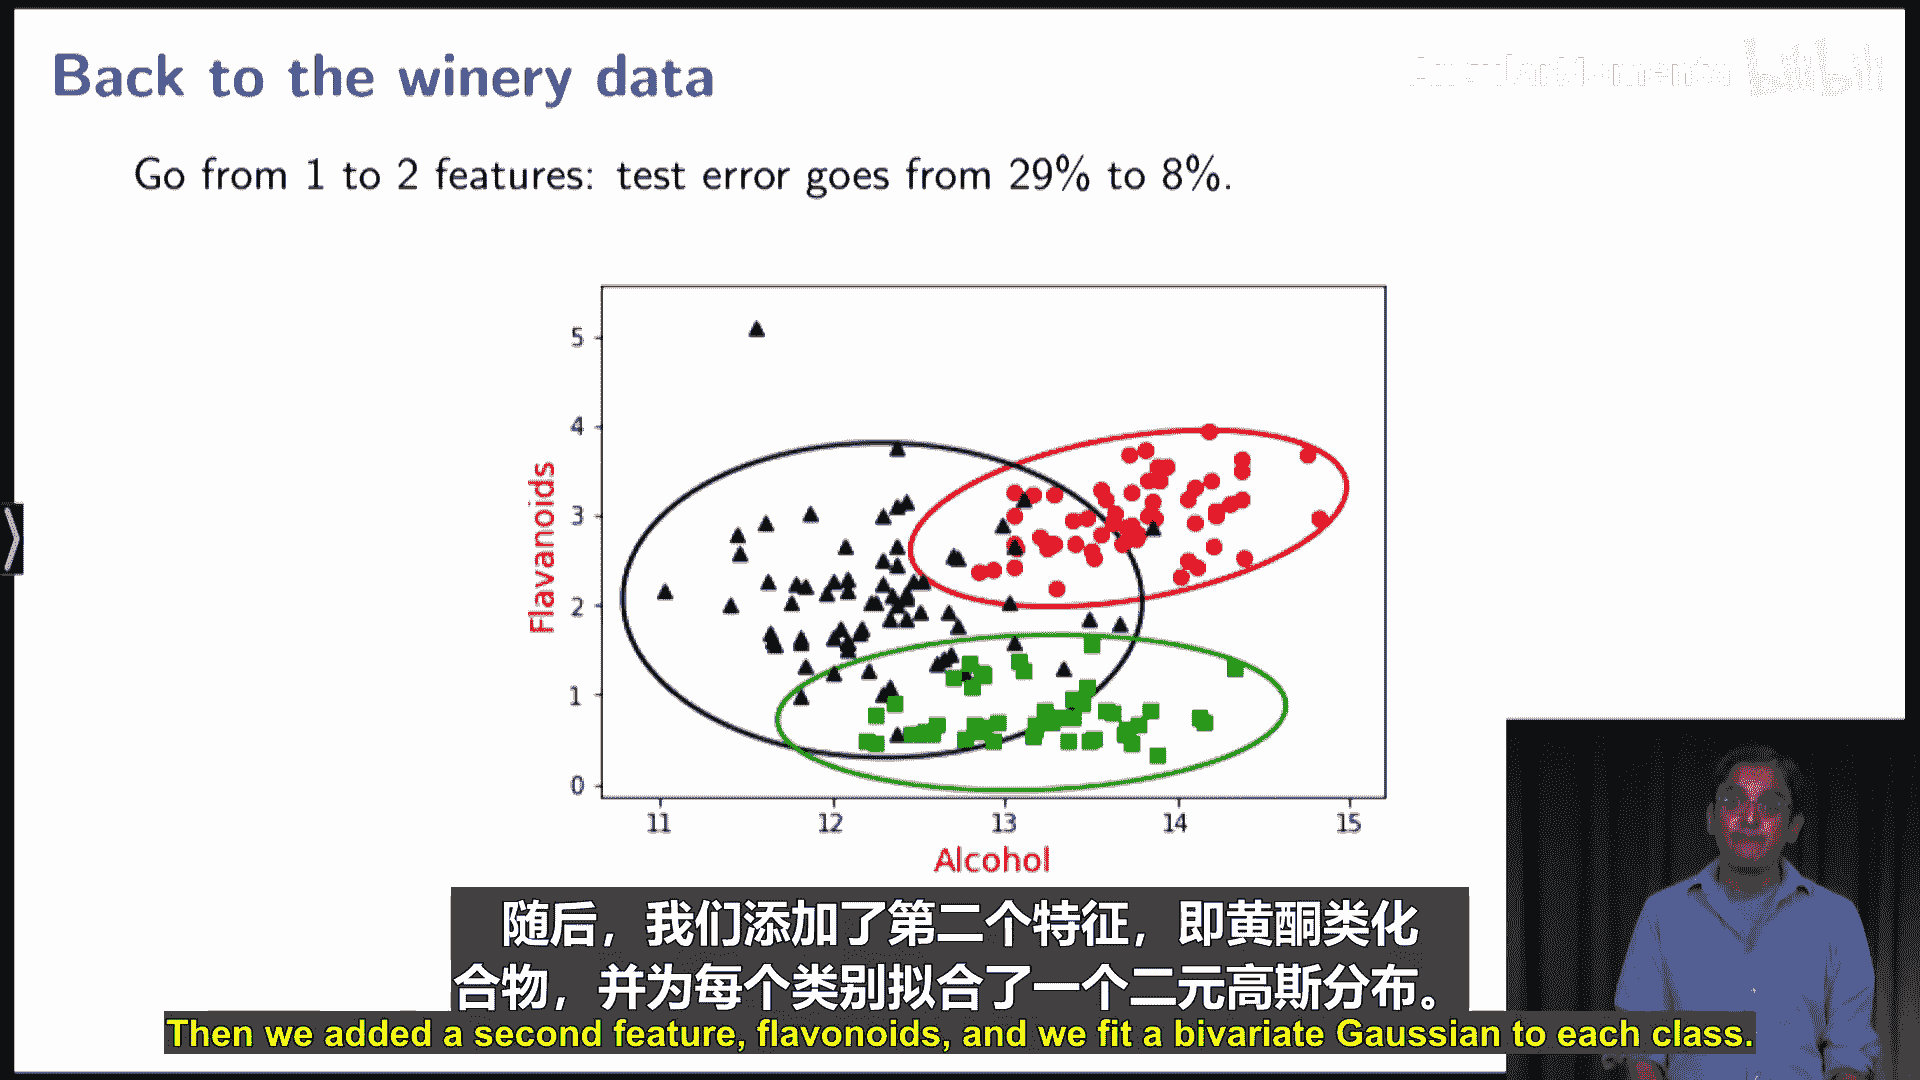 Back to the winery data
Go from 1 to 2 features: test error goes from 29% to 8%.
5
4
3
2
1
0
Flavanoids
11 12 13 14 15
Alcohol
随后，我们添加了第二个特征，即黄酮类化
合物，并为每个类别拟合了一个二元高斯分布。
Then we added a second feature, flavonoids, and we fit a bivariate Gaussian to each class.